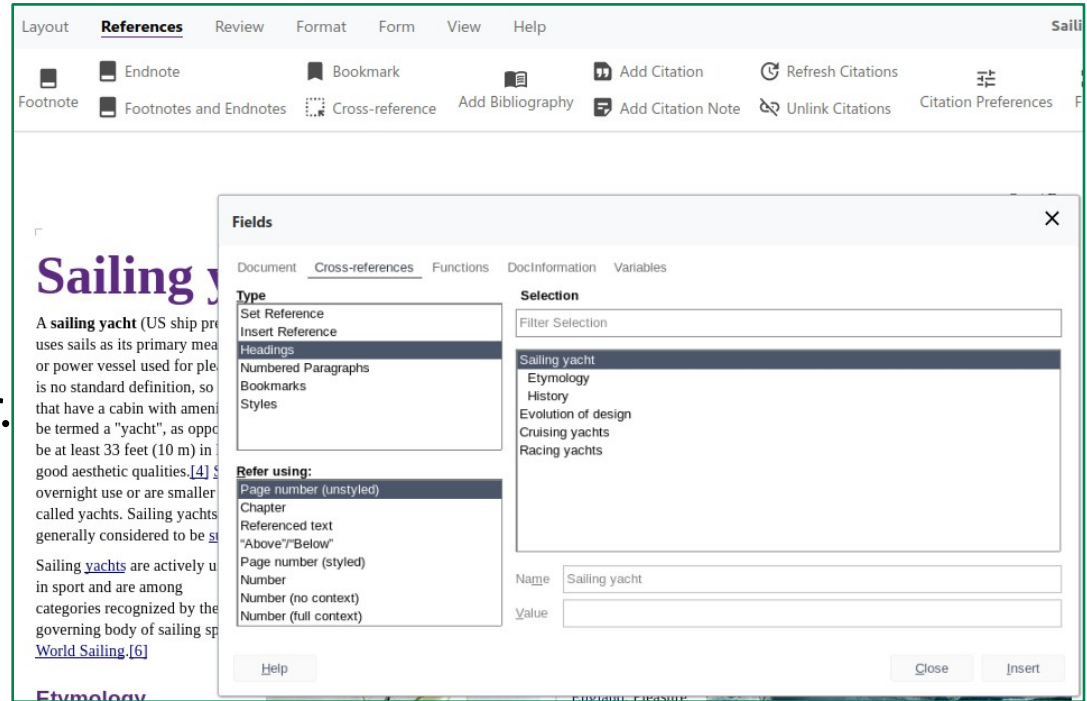 Layout References Review Format Form View Help Saili
Endnote Bookmark Add Citation Refresh Citations
Footnote Add Bibliography Citation Preferences F
Footnotes and Endnotes Cross-reference Add Citation Note Unlink Citations
Fields
Document Cross-references Functions DocInformation Variables
Type
Set Reference
Insert Reference
Headings
Numbered Paragraphs
Bookmarks
Styles
Refer using:
Page number (unstyled)
Chapter
Referenced text
"Above"/"Below"
Page number (styled)
Number
Number (no context)
Number (full context)
Selection
Filter Selection
Sailing yacht
Etymology
History
Evolution of design
Cruising yachts
Racing yachts
Name Sailing yacht
Value
Help Close Insert
Sailing y
A sailing yacht (US ship pre
uses sails as its primary mea
or power vessel used for plea
is no standard definition, so
that have a cabin with ameni
be termed a "yacht", as oppo
be at least 33 feet (10 m) in
good aesthetic qualities.[4] S
overnight use or are smaller
called yachts. Sailing yachts
generally considered to be su
Sailing yachts are actively u
in sport and are among
categories recognized by the
governing body of sailing sp
World Sailing.[6]
Etymology
England. Pleasure